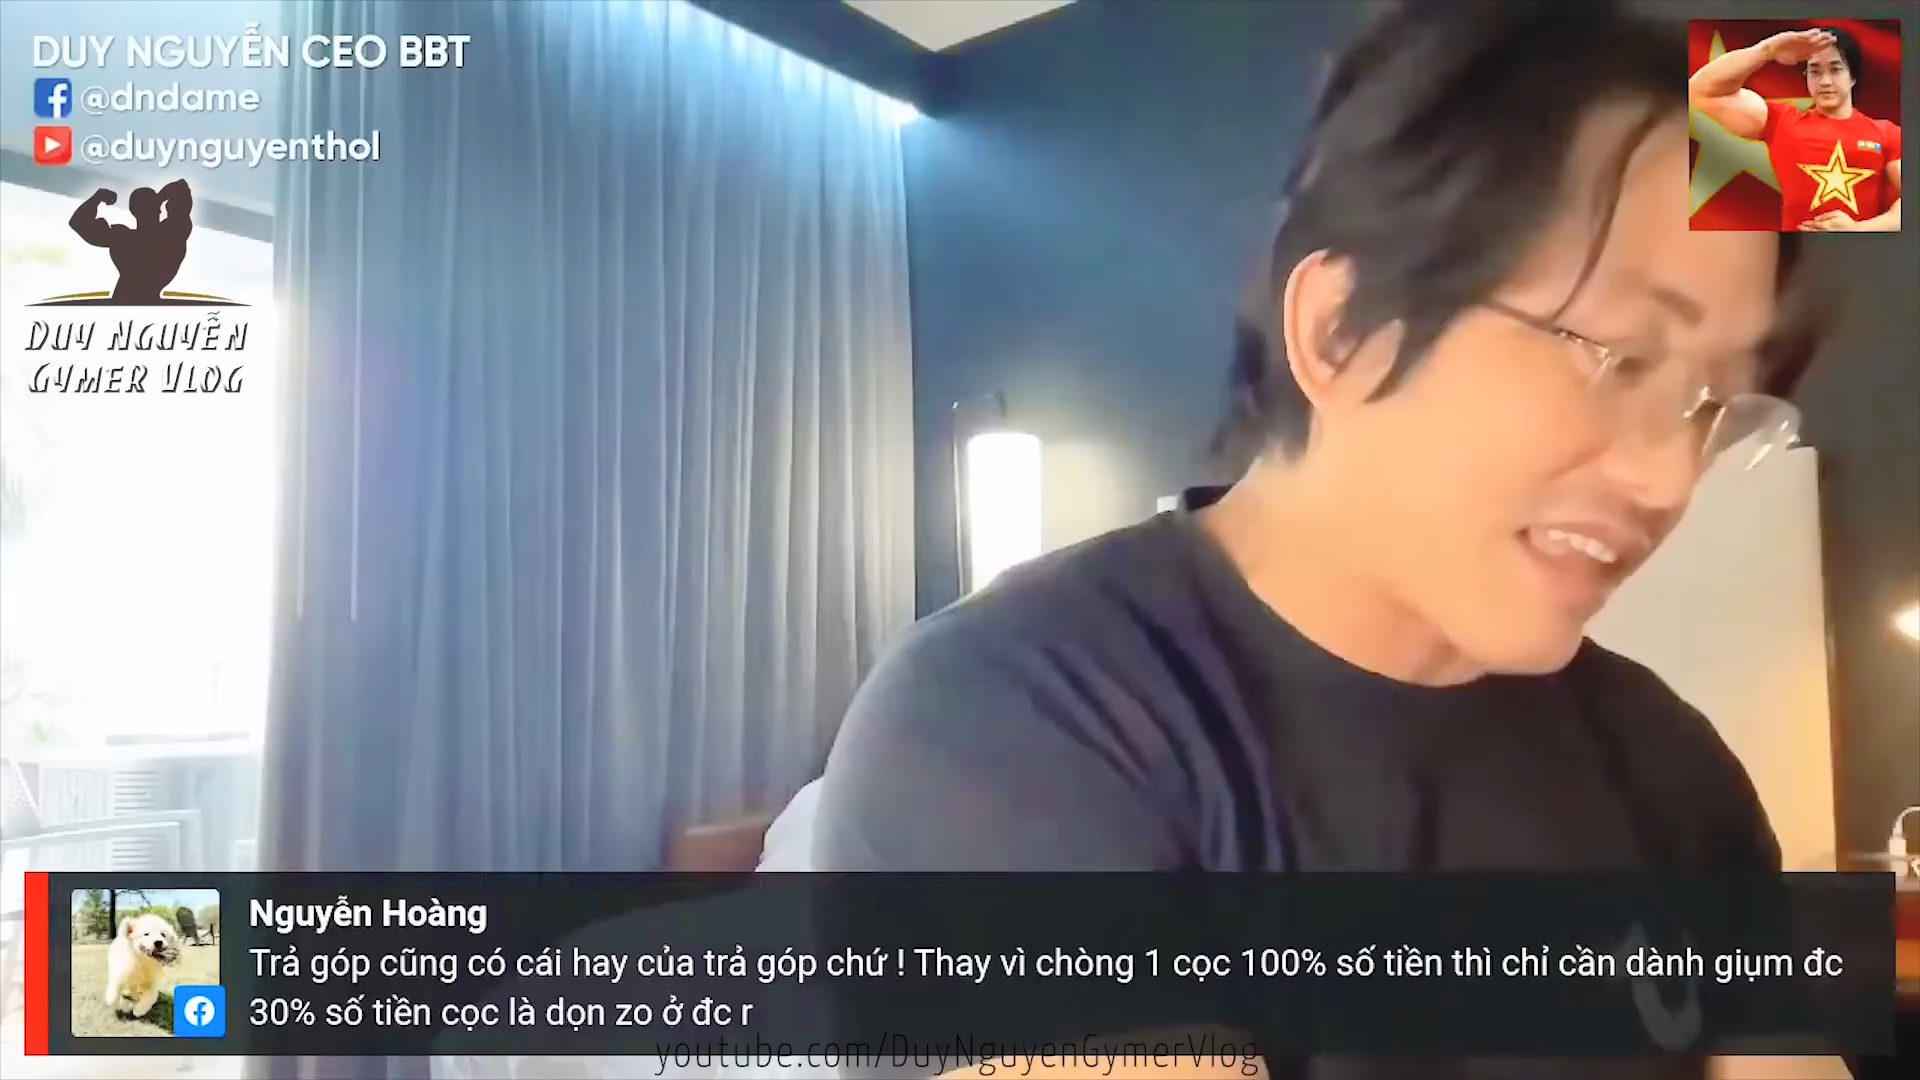 DUY NGUYỄN CEO BBT
@dndame
@duynguyenthol
DUY NGUYỄN
GYMER VLOG
Nguyễn Hoàng
Trả góp cũng có cái hay của trả góp chứ ! Thay vì chòng 1 cọc 100% số tiền thì chỉ cần dành giụm đc
30% số tiền cọc là dọn zo ở đc r
youtube.com/DuyNguyenGymerVlog